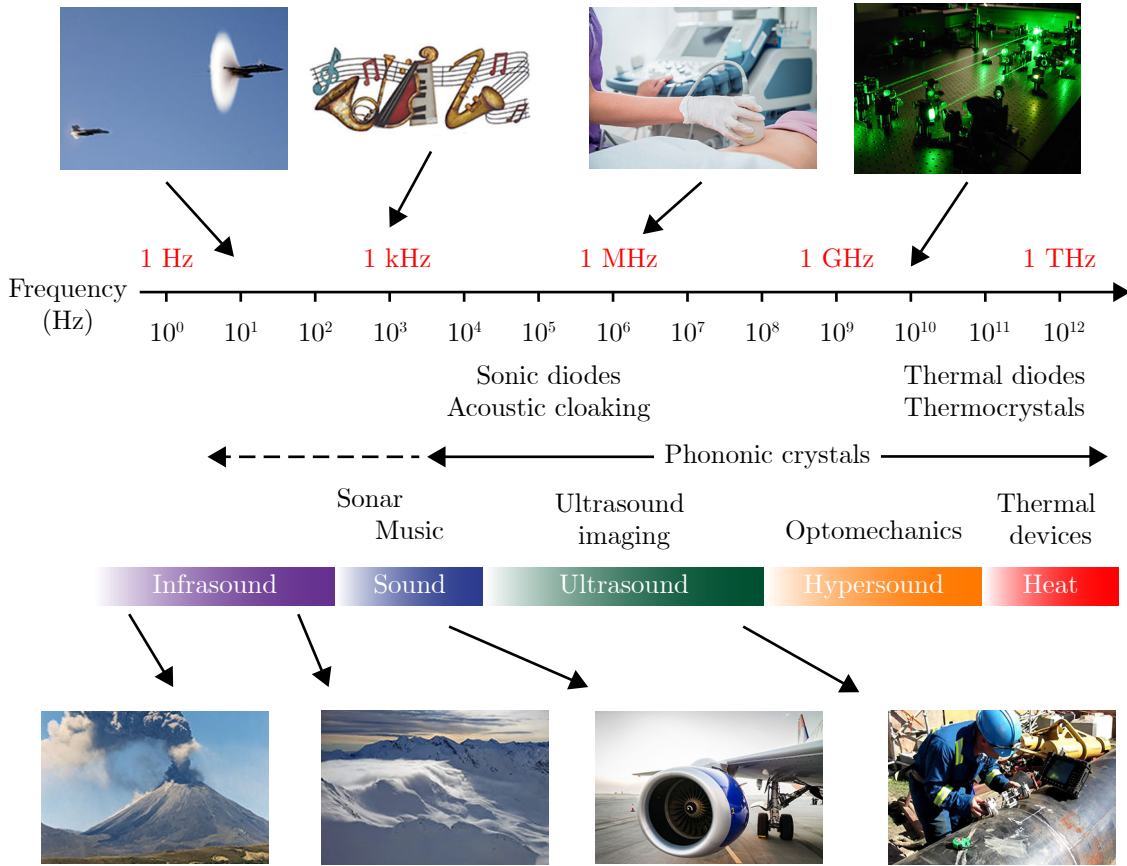 1 Hz 1 kHz 1 MHz 1 GHz 1 THz
Frequency
(Hz)
10⁰ 10¹ 10² 10³ 10⁴ 10⁵ 10⁶ 10⁷ 10⁸ 10⁹ 10¹⁰ 10¹¹ 10¹²
Sonic diodes
Acoustic cloaking
Thermal diodes
Thermocrystals
Phononic crystals
Sonar
Music
Ultrasound
imaging
Optomechanics
Thermal
devices
Infrasound Sound Ultrasound Hypersound Heat